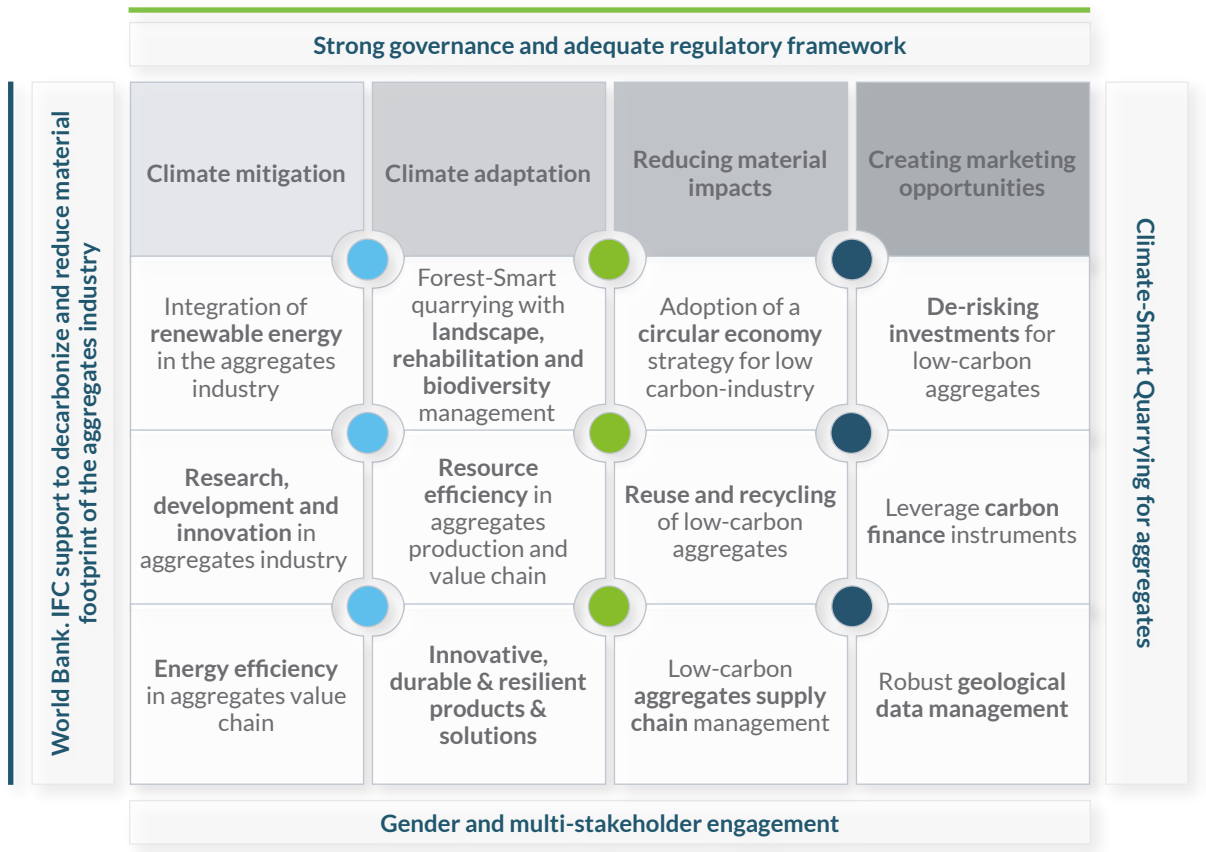 Strong governance and adequate regulatory framework
World Bank. IFC support to decarbonize and reduce material
footprint of the aggregates industry
Climate mitigation
Climate adaptation
Reducing material
impacts
Creating marketing
opportunities
Integration of
renewable energy
in the aggregates
industry
Forest-Smart
quarrying with
landscape,
rehabilitation and
biodiversity
management
Adoption of a
circular economy
strategy for low
carbon-industry
De-risking
investments for
low-carbon
aggregates
Research,
development and
innovation in
aggregates industry
Resource
efficiency in
aggregates
production and
value chain
Reuse and recycling
of low-carbon
aggregates
Leverage carbon
finance instruments
Energy efficiency
in aggregates value
chain
Innovative,
durable & resilient
products &
solutions
Low-carbon
aggregates supply
chain management
Robust geological
data management
Climate-Smart Quarrying for aggregates
Gender and multi-stakeholder engagement